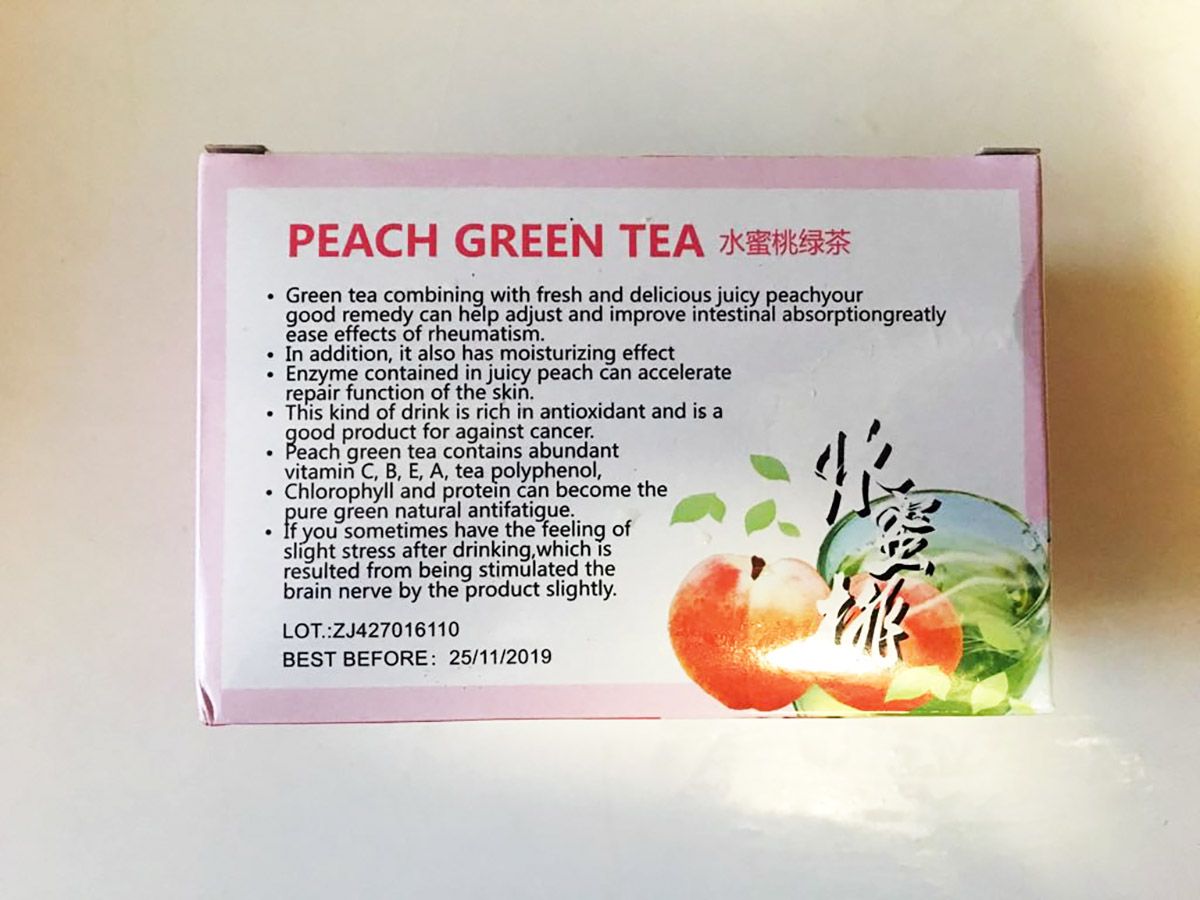 PEACH GREEN TEA 水蜜桃绿茶
• Green tea combining with fresh and delicious juicy peachyour
good remedy can help adjust and improve intestinal absorptiongreatly
ease effects of rheumatism.
• In addition, it also has moisturizing effect
• Enzyme contained in juicy peach can accelerate
repair function of the skin.
• This kind of drink is rich in antioxidant and is a
good product for against cancer.
• Peach green tea contains abundant
vitamin C, B, E, A, tea polyphenol,
• Chlorophyll and protein can become the
pure green natural antifatigue.
• If you sometimes have the feeling of
slight stress after drinking,which is
resulted from being stimulated the
brain nerve by the product slightly.
LOT.:ZJ427016110
BEST BEFORE: 25/11/2019
水
蜜
桃